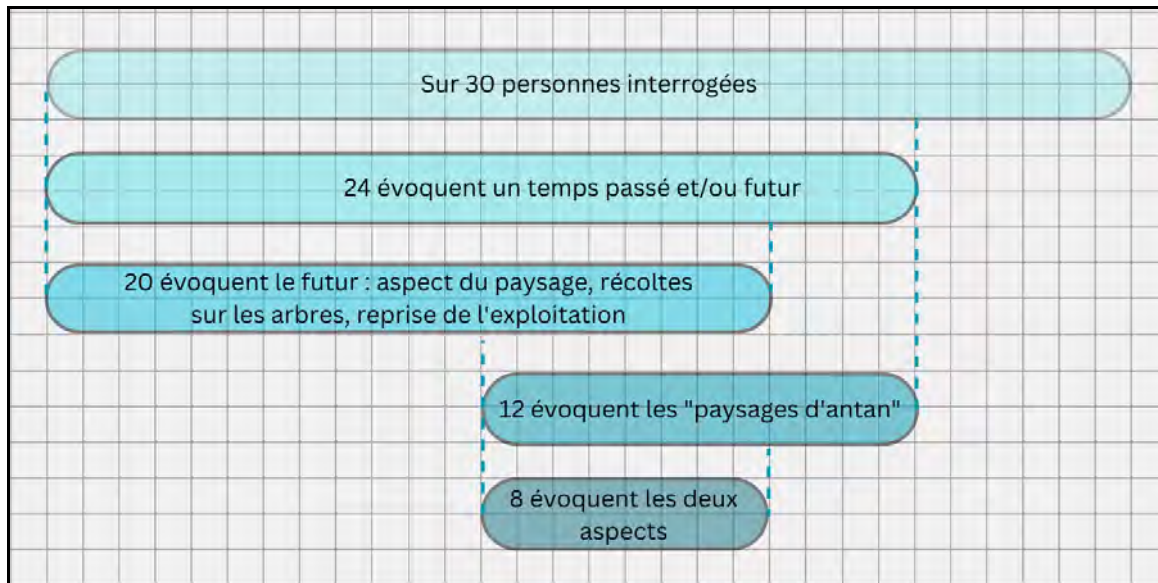 Sur 30 personnes interrogées
24 évoquent un temps passé et/ou futur
20 évoquent le futur : aspect du paysage, récoltes
sur les arbres, reprise de l'exploitation
12 évoquent les "paysages d'antan"
8 évoquent les deux
aspects